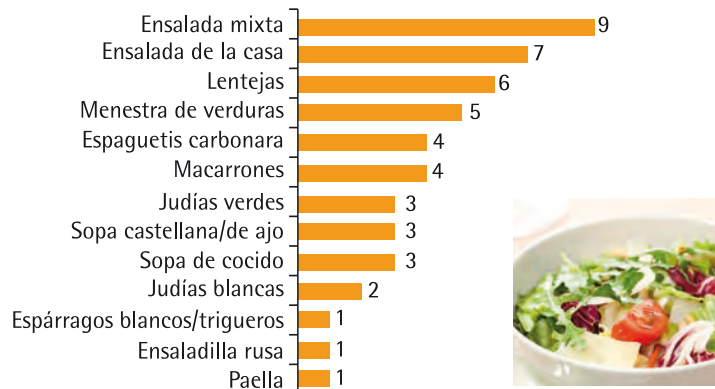 Ensalada mixta 9
Ensalada de la casa 7
Lentejas 6
Menestra de verduras 5
Espaguetis carbonara 4
Macarrones 4
Judías verdes 3
Sopa castellana/de ajo 3
Sopa de cocido 3
Judías blancas 2
Espárragos blancos/trigueros 1
Ensaladilla rusa 1
Paella 1